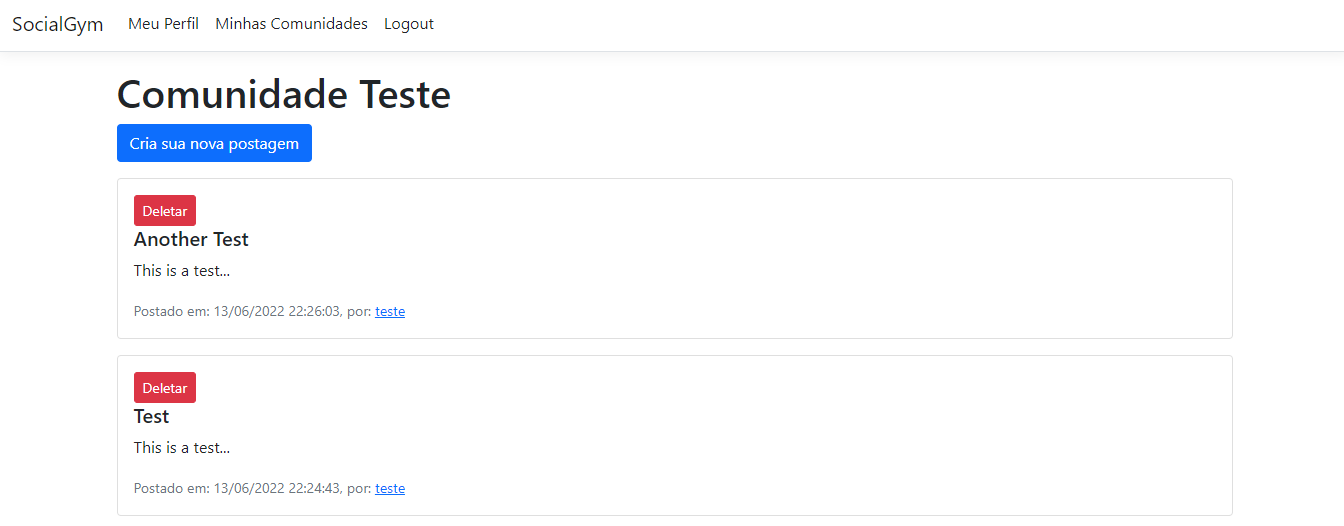 SocialGym Meu Perfil Minhas Comunidades Logout
Comunidade Teste
Cria sua nova postagem
Deletar
Another Test
This is a test...
Postado em: 13/06/2022 22:26:03, por: teste
Deletar
Test
This is a test...
Postado em: 13/06/2022 22:24:43, por: teste